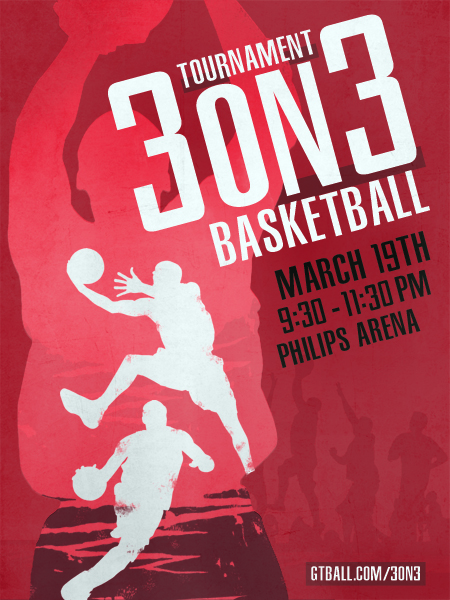 TOURNAMENT
3ON3
BASKETBALL
MARCH 19TH
9:30 - 11:30 PM
PHILIPS ARENA
GTBALL.COM/3ON3